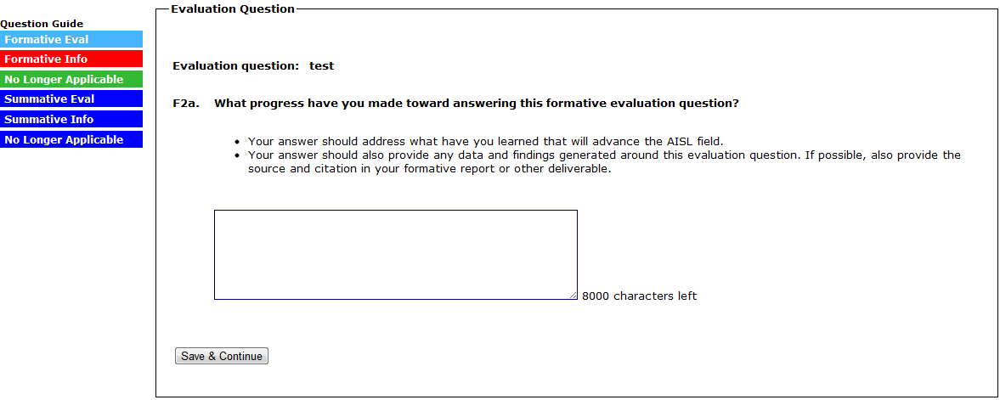 Question Guide
Formative Eval
Formative Info
No Longer Applicable
Summative Eval
Summative Info
No Longer Applicable
Evaluation Question
Evaluation question: test
F2a. What progress have you made toward answering this formative evaluation question?
• Your answer should address what have you learned that will advance the AISL field.
• Your answer should also provide any data and findings generated around this evaluation question. If possible, also provide the
source and citation in your formative report or other deliverable.
8000 characters left
Save & Continue